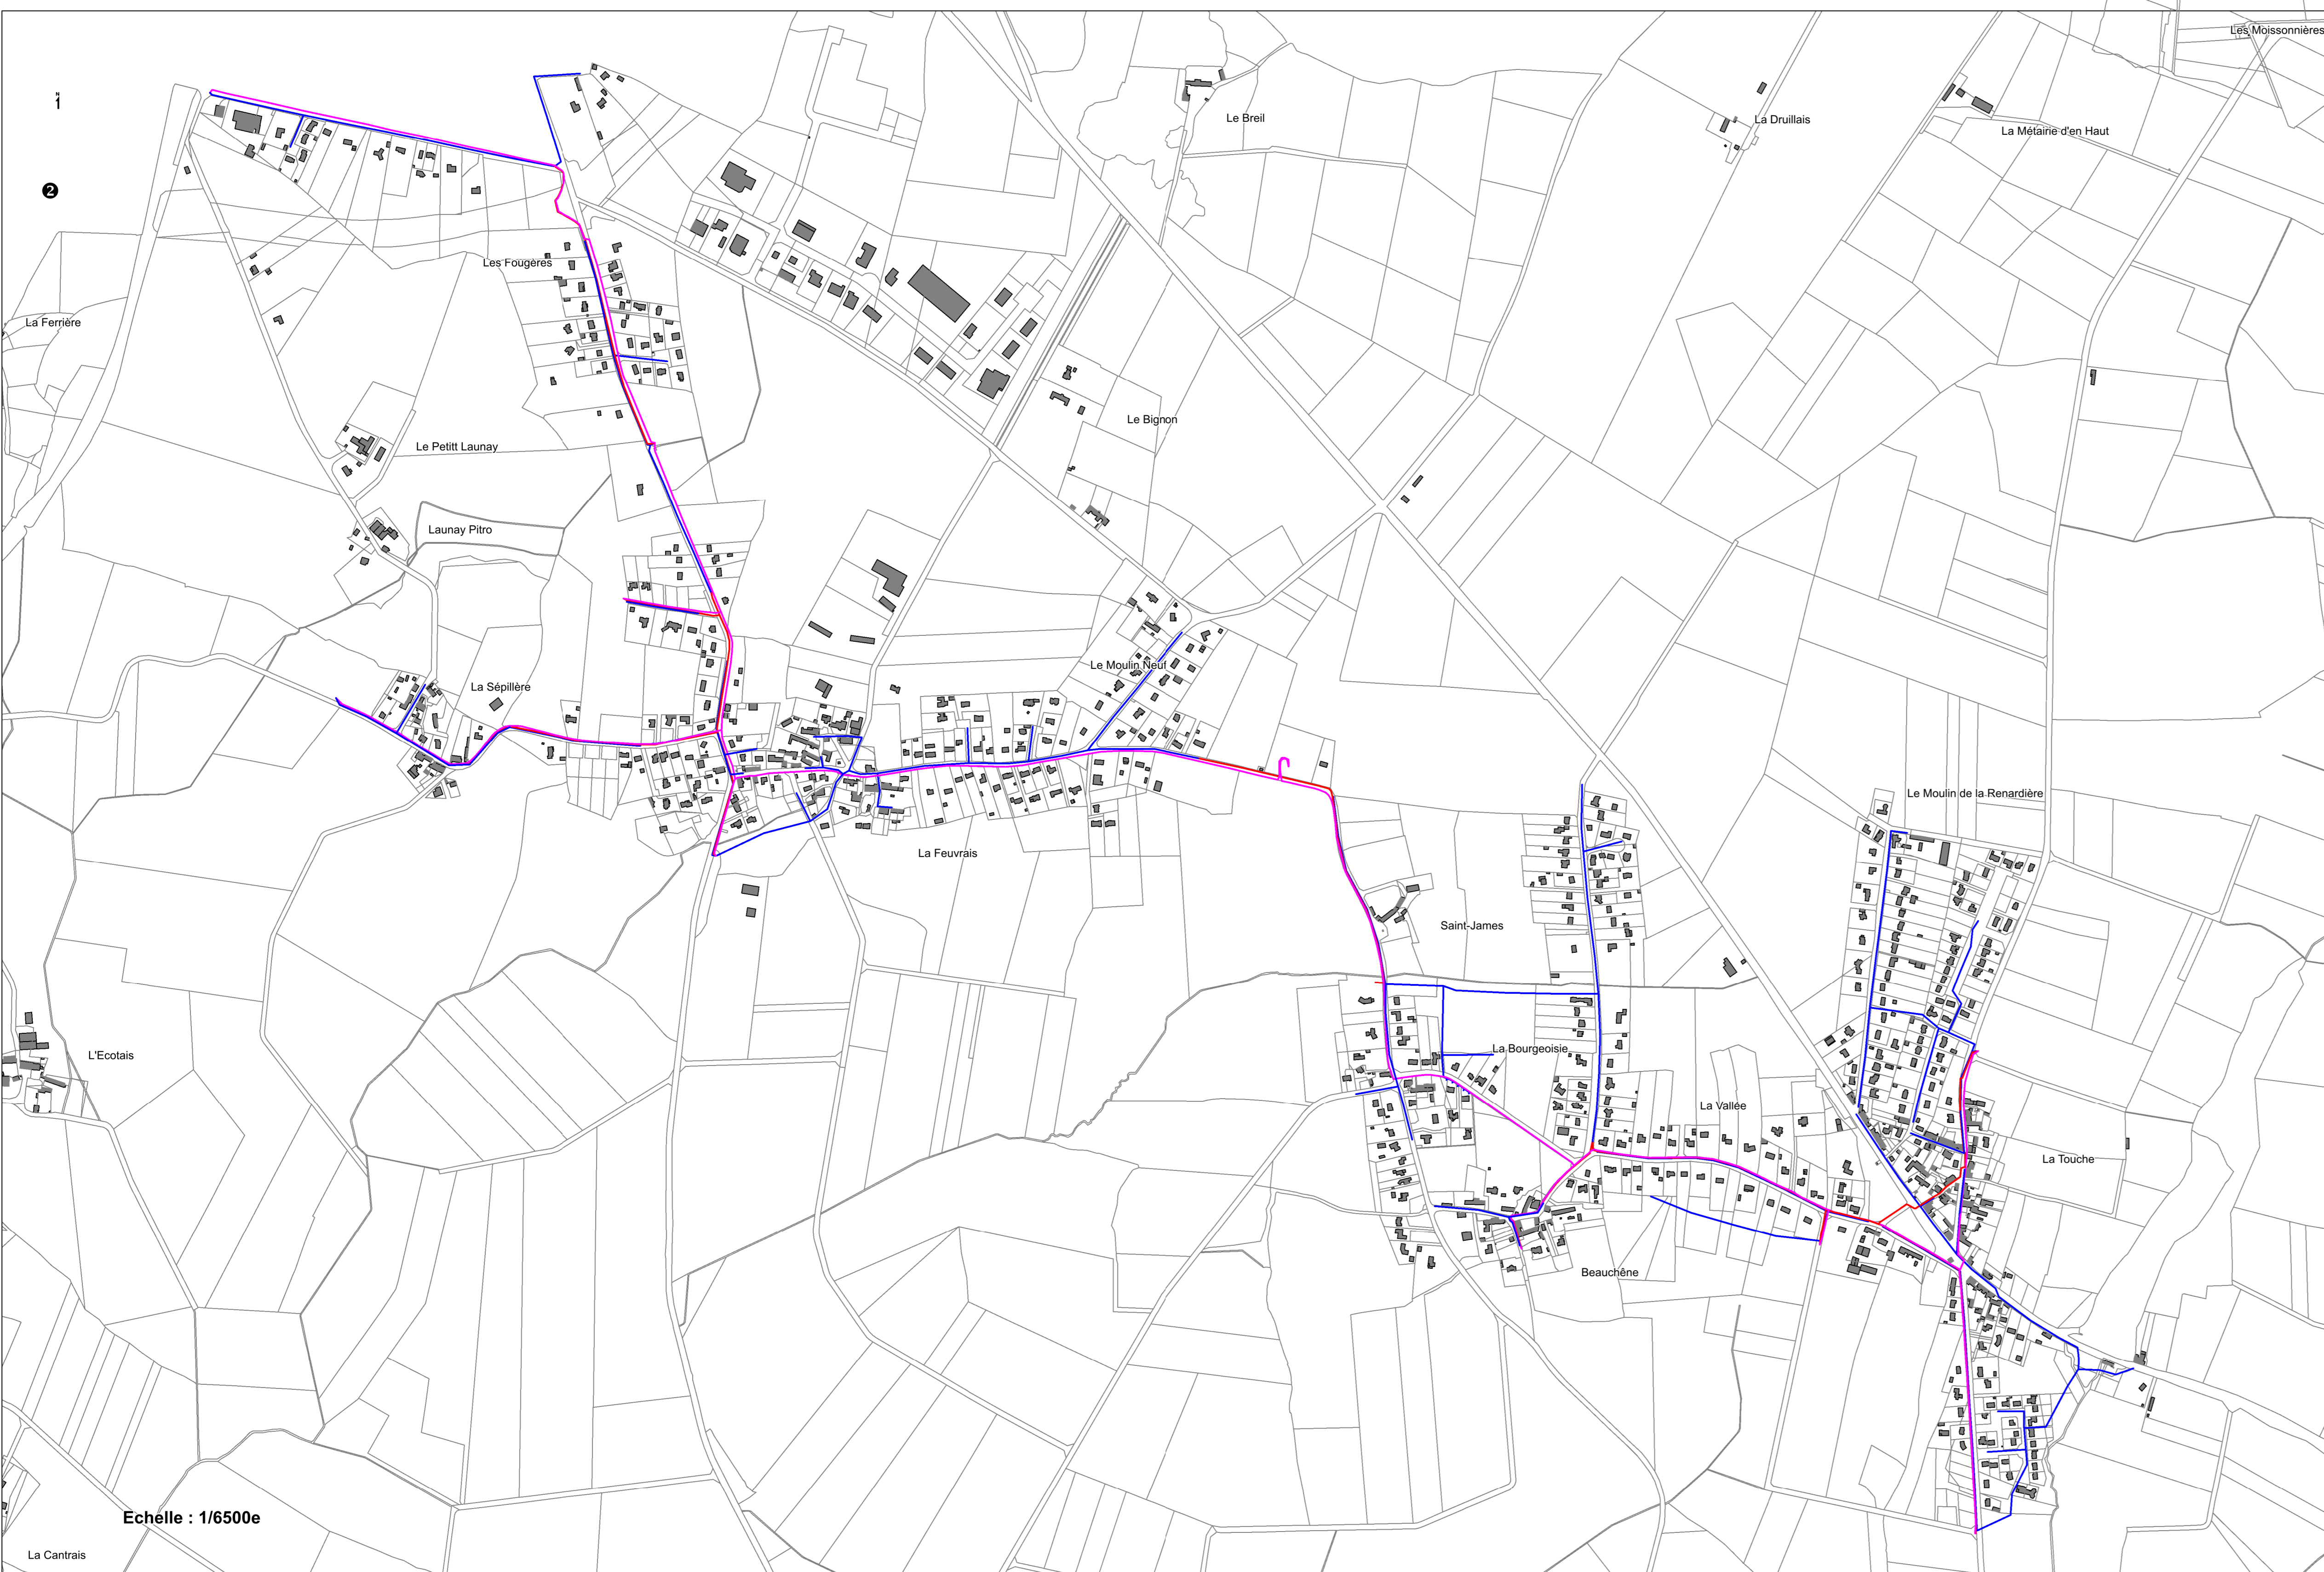 Les Moissonnières
N
1
Le Breil
La Druillais
La Métairie d'en Haut
2
Les Fougères
La Ferrière
Le Bignon
Le Petitt Launay
Launay Pitro
Le Moulin Neuf
La Sépillère
Le Moulin de la Renardière
La Feuvrais
Saint-James
La Bourgeoisie
L'Ecotais
La Vallée
La Touche
Beauchêne
Echelle : 1/6500e
La Cantrais